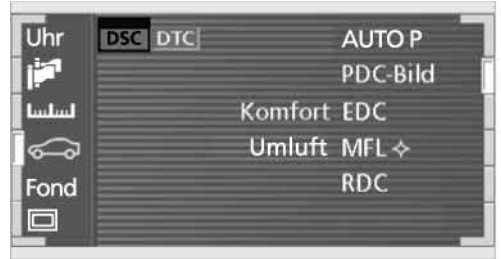 Uhr DSC DTC AUTO P
PDC-Bild
Komfort EDC
Umluft MFL
Fond RDC